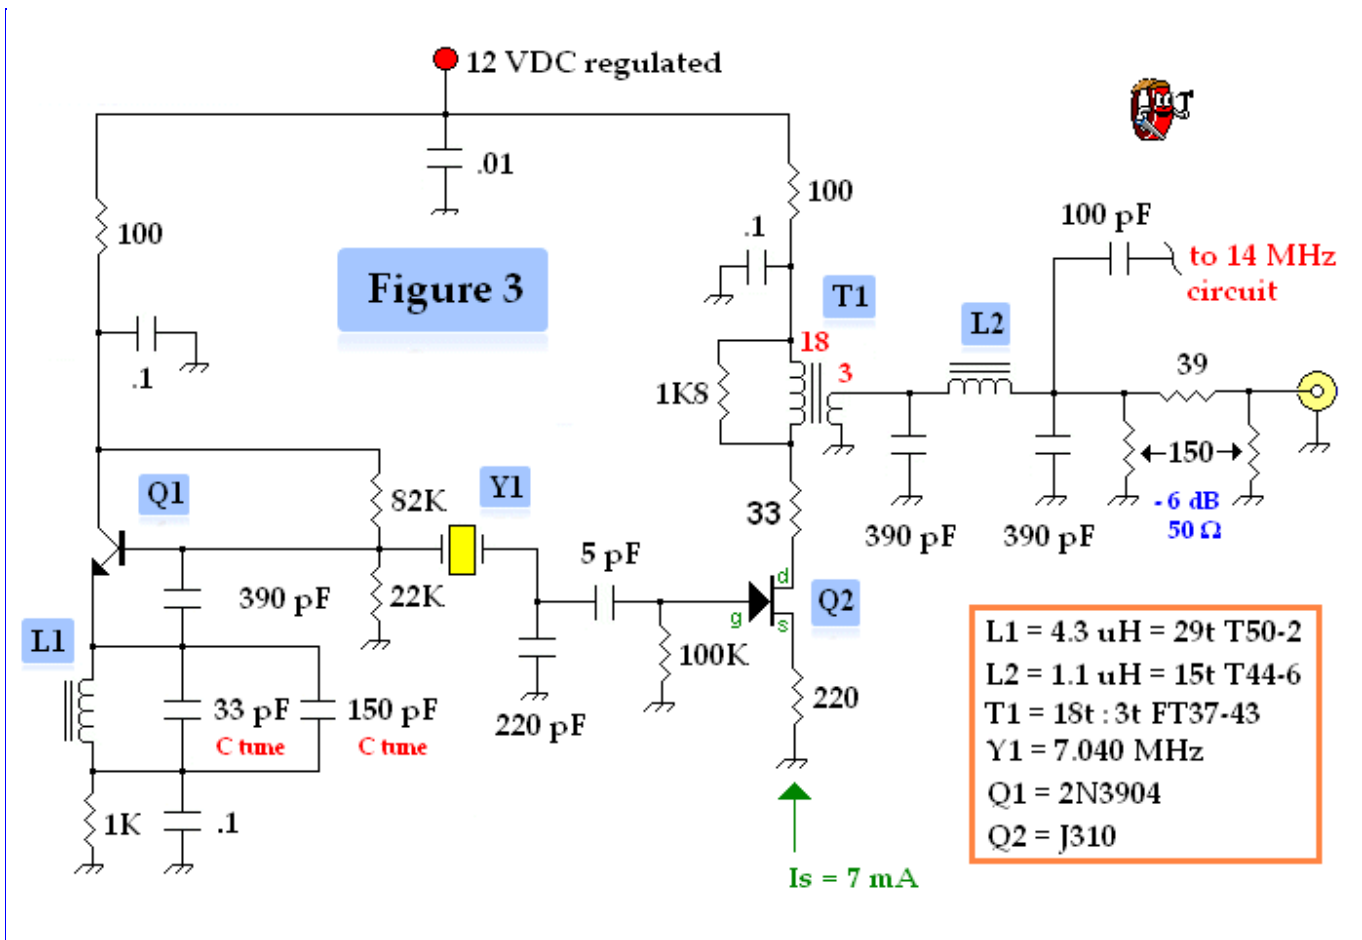 12 VDC regulated
.01
100
100
.1
100 pF
to 14 MHz
circuit
Figure 3
T1
L2
18
3
.1
1K8
39
Q1
82K
Y1
33
150
- 6 dB
50 Ω
390 pF
390 pF
5 pF
d
g
s
Q2
390 pF
22K
L1
100K
220
33 pF
C tune
150 pF
C tune
220 pF
1K
.1
Is = 7 mA
L1 = 4.3 uH = 29t T50-2
L2 = 1.1 uH = 15t T44-6
T1 = 18t : 3t FT37-43
Y1 = 7.040 MHz
Q1 = 2N3904
Q2 = J310